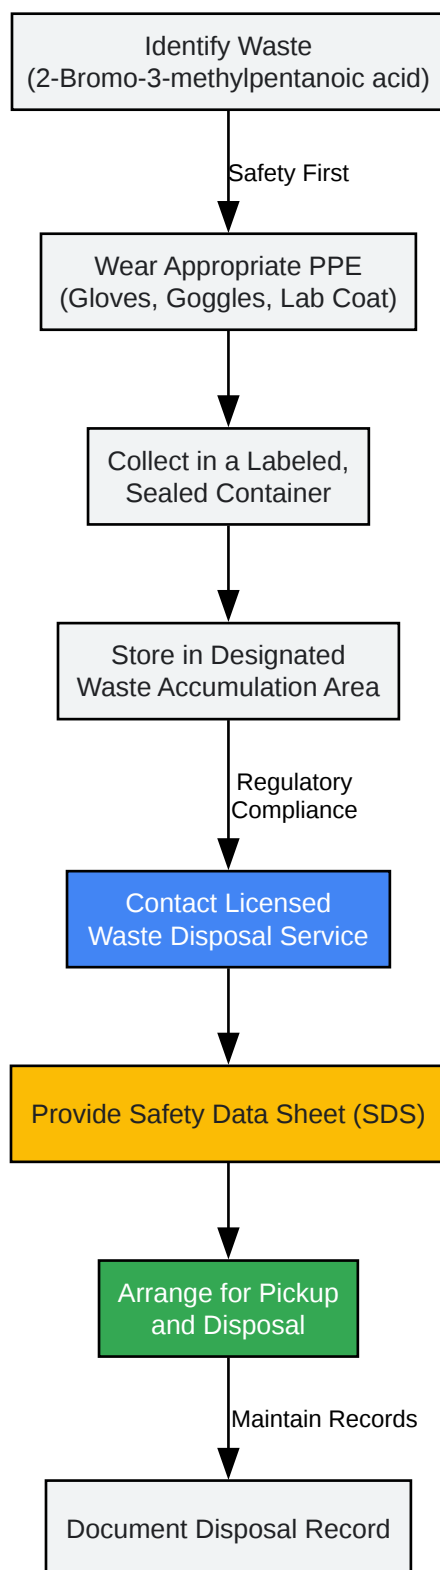 Identify Waste
(2-Bromo-3-methylpentanoic acid)
Safety First
Wear Appropriate PPE
(Gloves, Goggles, Lab Coat)
Collect in a Labeled,
Sealed Container
Store in Designated
Waste Accumulation Area
Regulatory
Compliance
Contact Licensed
Waste Disposal Service
Provide Safety Data Sheet (SDS)
Arrange for Pickup
and Disposal
Maintain Records
Document Disposal Record